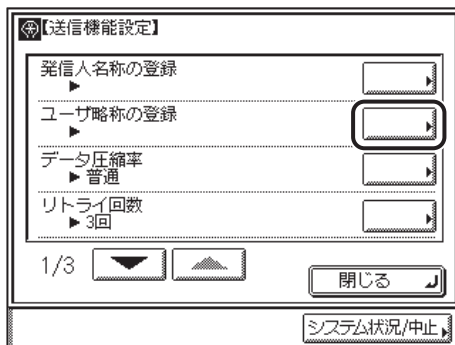 【送信機能設定】
発信人名称の登録
▶
ユーザ略称の登録
▶
データ圧縮率
▶ 普通
リトライ回数
▶ 3回
1/3
閉じる
システム状況/中止